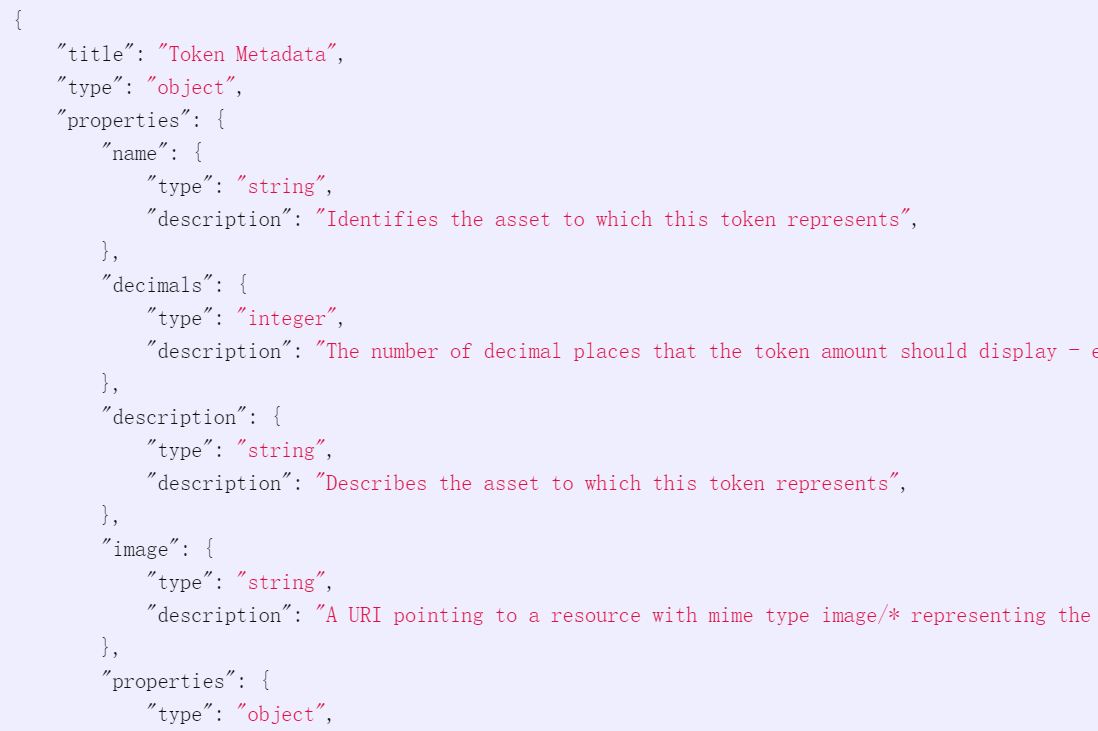 {
    "title": "Token Metadata",
    "type": "object",
    "properties": {
        "name": {
            "type": "string",
            "description": "Identifies the asset to which this token represents",
        },
        "decimals": {
            "type": "integer",
            "description": "The number of decimal places that the token amount should display - e
        },
        "description": {
            "type": "string",
            "description": "Describes the asset to which this token represents",
        },
        "image": {
            "type": "string",
            "description": "A URI pointing to a resource with mime type image/* representing the
        },
        "properties": {
            "type": "object",